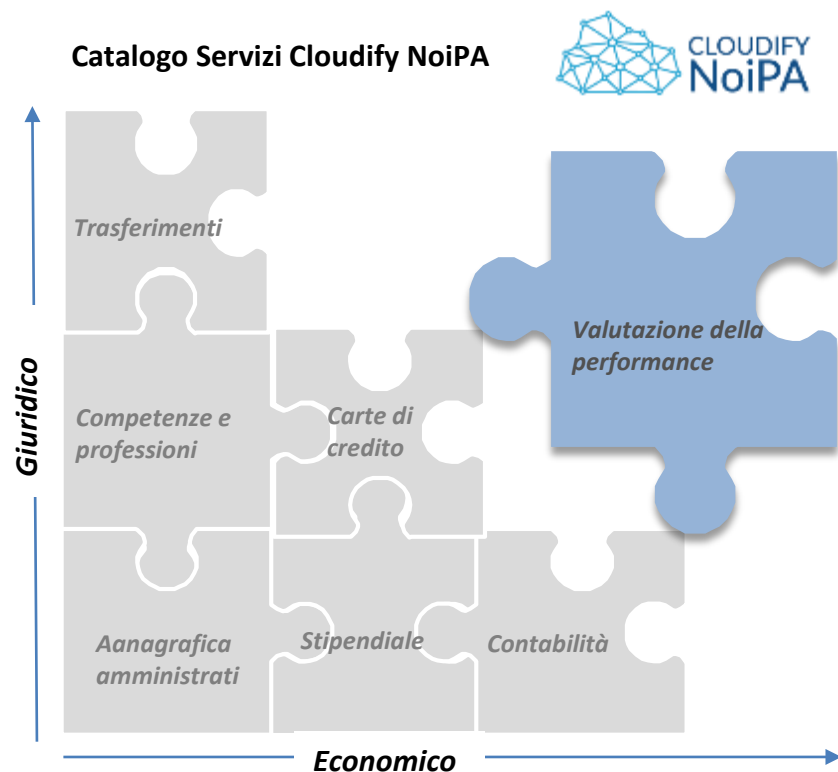 Catalogo Servizi Cloudify NoiPA
CLOUDIFY
NoiPA
Trasferimenti
Valutazione della
performance
Giuridico
Competenze e
professioni
Carte di
credito
Aanagrafica
amministrati
Stipendiale
Contabilità
Economico